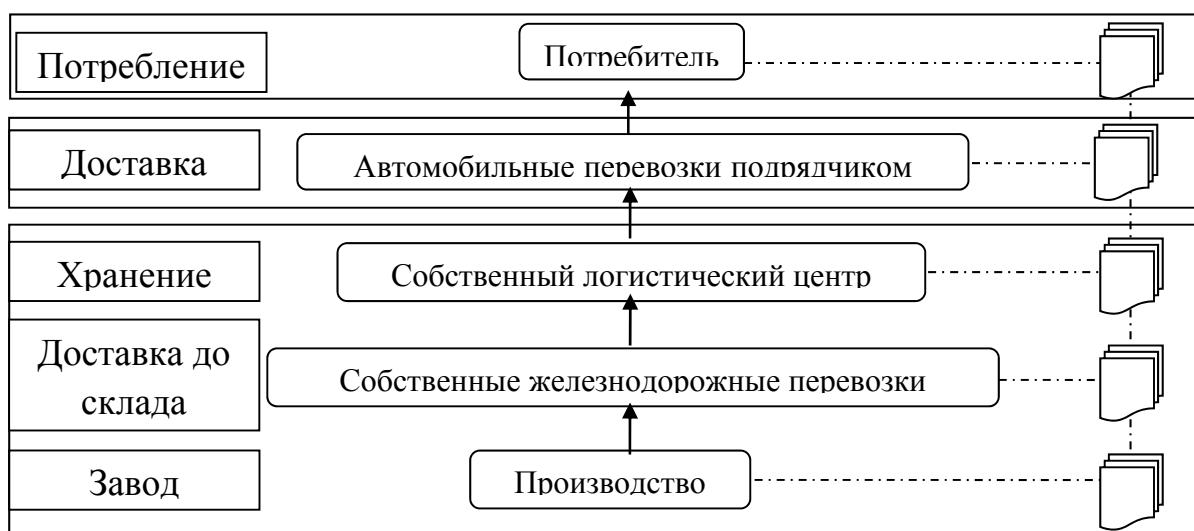 Потребление
Потребитель
Доставка
Автомобильные перевозки подрядчиком
Хранение
Собственный логистический центр
Доставка до
склада
Собственные железнодорожные перевозки
Завод
Производство